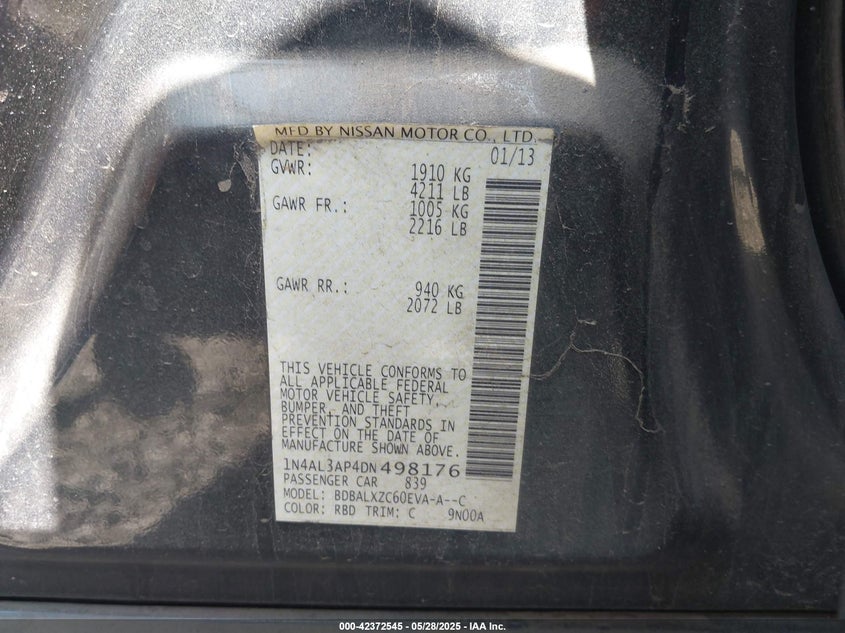 MFD BY NISSAN MOTOR CO., LTD.
DATE: 01/13
GVWR: 1910 KG
4211 LB
GAWR FR.: 1005 KG
2216 LB
GAWR RR.: 940 KG
2072 LB
THIS VEHICLE CONFORMS TO
ALL APPLICABLE FEDERAL
MOTOR VEHICLE SAFETY,
BUMPER, AND THEFT
PREVENTION STANDARDS IN
EFFECT ON THE DATE OF
MANUFACTURE SHOWN ABOVE.
1N4AL3AP4DN498176
PASSENGER CAR 839
MODEL: BDBALXZC60EVA-A--C
COLOR: RBD TRIM: C 9N00A
000-42372545 - 05/28/2025 - IAA Inc.